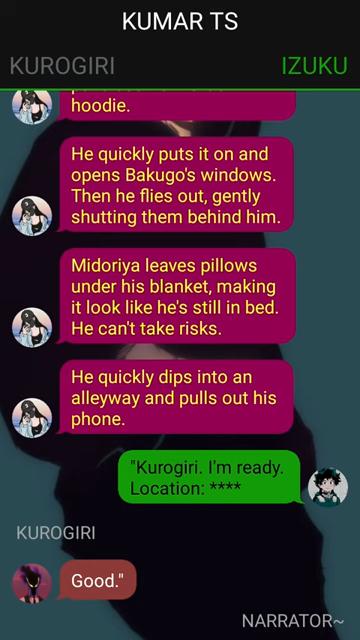 KUMAR TS
KUROGIRI
IZUKU
hoodie.
He quickly puts it on and
opens Bakugo's windows.
Then he flies out, gently
shutting them behind him.
Midoriya leaves pillows
under his blanket, making
it look like he's still in bed.
He can't take risks.
He quickly dips into an
alleyway and pulls out his
phone.
"Kurogiri. I'm ready.
Location: ****
KUROGIRI
Good."
NARRATOR~